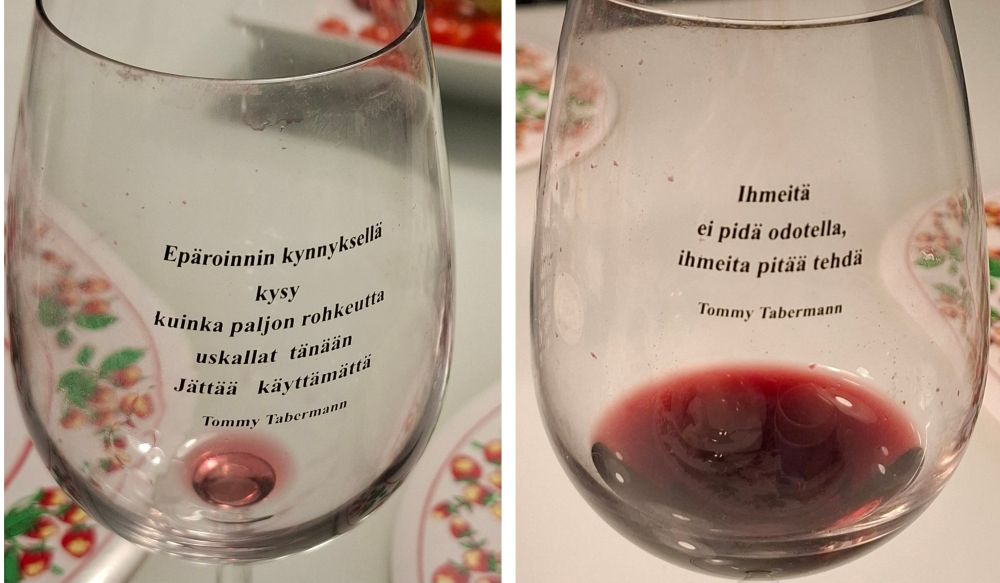 Epäroinnin kynnyksellä
kysy
kuinka paljon rohkeutta
uskallat tänään
Jättää käyttämättä
Tommy Tabermann
Ihmeitä
ei pidä odotella,
ihmeita pitää tehdä
Tommy Tabermann